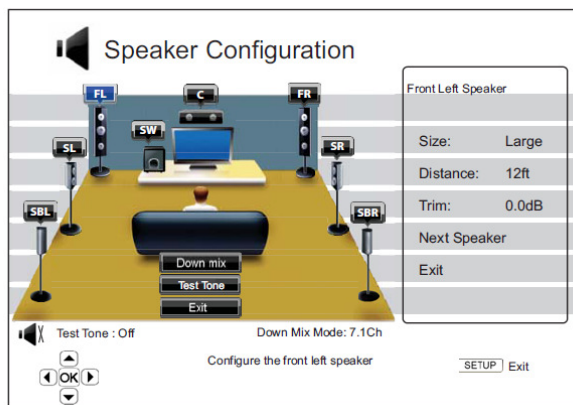 Speaker Configuration
FL
C
FR
SW
SL
SR
SBL
SBR
Down mix
Test Tone
Exit
Front Left Speaker
Size: Large
Distance: 12ft
Trim: 0.0dB
Next Speaker
Exit
Test Tone : Off
Down Mix Mode: 7.1Ch
OK
Configure the front left speaker
SETUP Exit